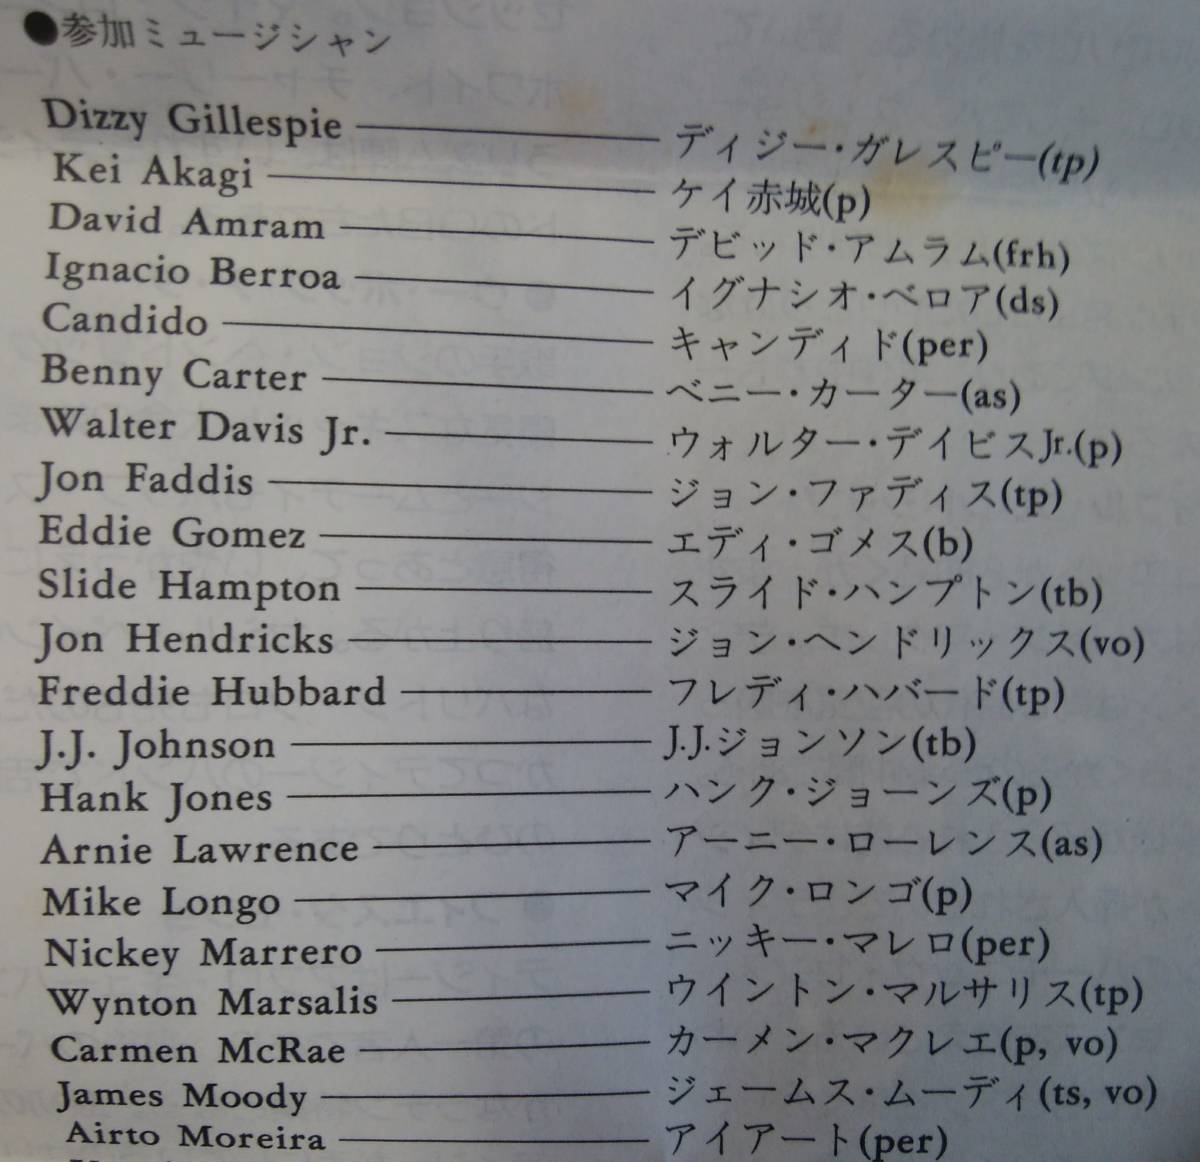 ●参加ミュージシャン
Dizzy Gillespie ディジー・ガレスピー(tp)
Kei Akagi ケイ赤城(p)
David Amram デビッド・アムラム(frh)
Ignacio Berroa イグナシオ・ベロア(ds)
Candido キャンディド(per)
Benny Carter ベニー・カーター(as)
Walter Davis Jr. ウォルター・デイビスJr.(p)
Jon Faddis ジョン・ファディス(tp)
Eddie Gomez エディ・ゴメス(b)
Slide Hampton スライド・ハンプトン(tb)
Jon Hendricks ジョン・ヘンドリックス(vo)
Freddie Hubbard フレディ・ハバード(tp)
J.J. Johnson J.J.ジョンソン(tb)
Hank Jones ハンク・ジョーンズ(p)
Arnie Lawrence アーニー・ローレンス(as)
Mike Longo マイク・ロンゴ(p)
Nickey Marrero ニッキー・マレロ(per)
Wynton Marsalis ウイントン・マルサリス(tp)
Carmen McRae カーメン・マクレエ(p, vo)
James Moody ジェームス・ムーディ(ts, vo)
Airto Moreira アイアート(per)